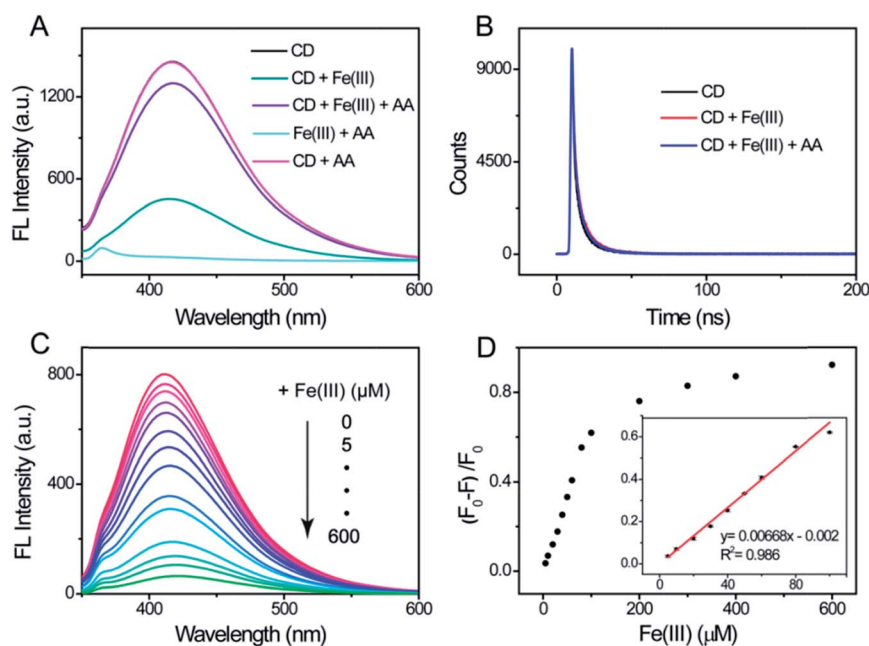 A
FL Intensity (a.u.)
1200
600
0
400
500
600
Wavelength (nm)
CD
CD + Fe(III)
CD + Fe(III) + AA
Fe(III) + AA
CD + AA
B
Counts
9000
4500
0
0
100
200
Time (ns)
CD
CD + Fe(III)
CD + Fe(III) + AA
C
FL Intensity (a.u.)
800
400
0
400
500
600
Wavelength (nm)
+ Fe(III) (μM)
0
5
•
•
•
600
D
(F₀-F) /F₀
0.8
0.4
0.0
0
200
400
600
Fe(III) (μM)
0.6
0.4
0.2
0.0
0
40
80
y= 0.00668x - 0.002
R²= 0.986